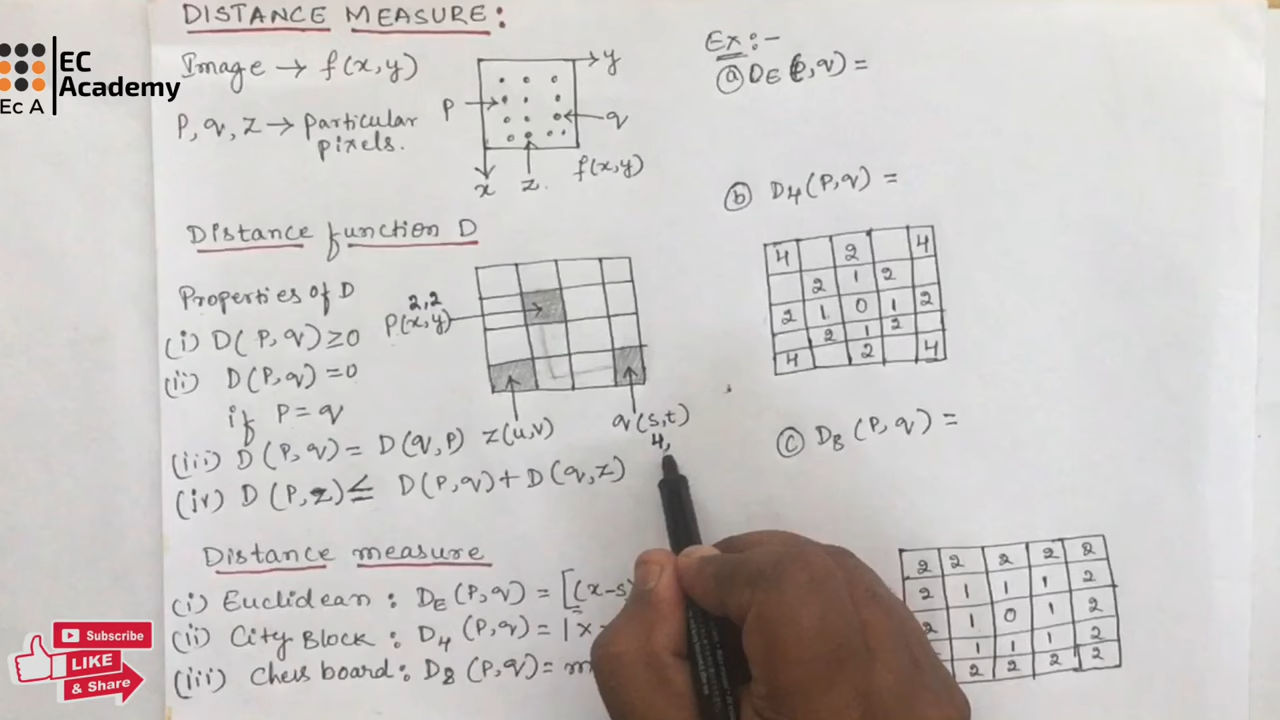 DISTANCE MEASURE:
EC
Academy
Ec A
Image → f(x,y)
P, q, z → particular
pixels.
y
P
q
x
z.
f(x,y)
Distance function D
Properties of D
(i) D(P,q) ≥0
(ii) D(P,q) =0
if P = q
(iii) D(P,q) = D(q,P)
(iv) D(P,z) ≤ D(P,q)+D(q,z)
2,2
P(x,y)
z(u,v)
q(s,t)
4,
Distance measure
(i) Euclidean : DE (P,q) = [(x-s)
(ii) City Block : D4 (P,q) = |x-
(iii) Chess board : D8 (P,q) = m
Subscribe
LIKE
& Share
Ex:-
(a) DE (P,q) =
(b) D4 (P,q) =
4 2 4
2 1 2
2 1 0 1 2
2 1 2
4 2 4
(c) D8 (P,q) =
2 2 2 2 2
2 1 1 1 2
2 1 0 1 2
1 1 1 2
2 2 2 2